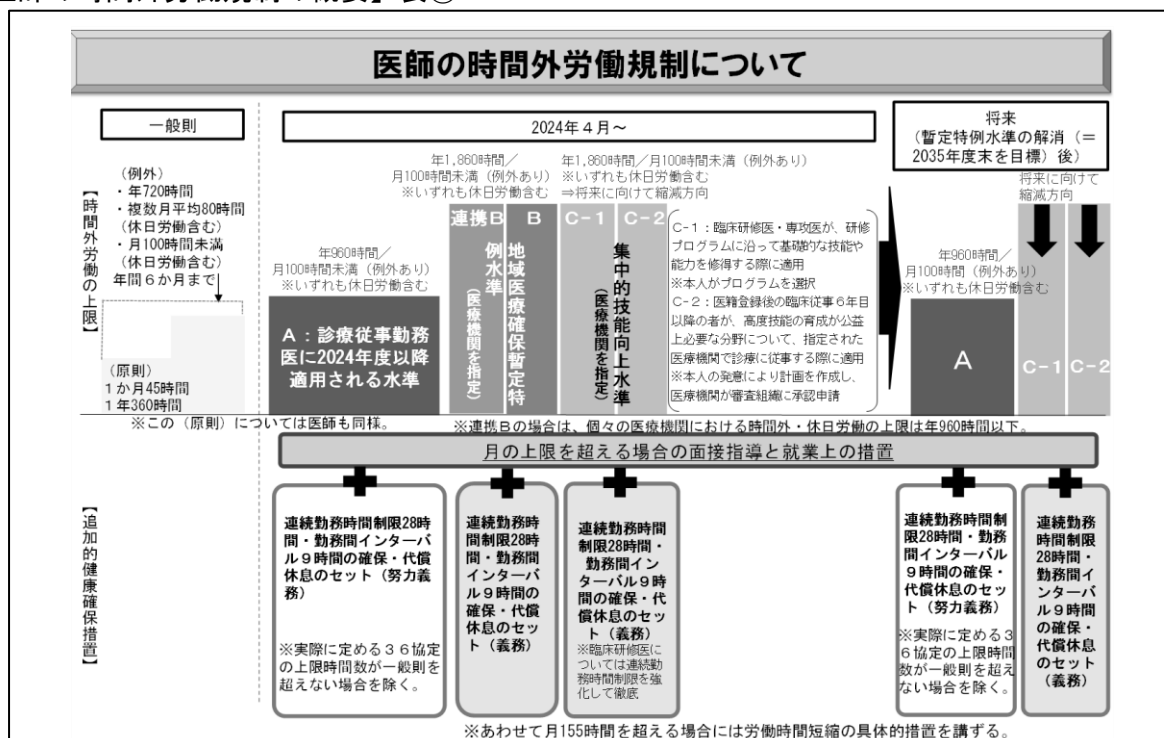 医師の時間外労働規制について
一般則
2024年4月～
将来
（暫定特例水準の解消（＝
2035年度末を目標）後）
【時間外労働の上限】
（例外）
・年720時間
・複数月平均80時間
（休日労働含む）
・月100時間未満
（休日労働含む）
年間６か月まで
（原則）
１か月45時間
１年360時間
※この（原則）については医師も同様。
年960時間／
月100時間未満（例外あり）
※いずれも休日労働含む
A：診療従事勤務
医に2024年度以降
適用される水準
年1,860時間／
月100時間未満（例外あり）
※いずれも休日労働含む
連携B
B
地域医療確保暫定特
例水準
（医療機関を指定）
年1,860時間／月100時間未満（例外あり）
※いずれも休日労働含む
⇒将来に向けて縮減方向
C-1
C-2
集中的技能向上水準
（医療機関を指定）
C-1：臨床研修医・専攻医が、研修
プログラムに沿って基礎的な技能や
能力を修得する際に適用
※本人がプログラムを選択
C-2：医籍登録後の臨床従事６年目
以降の者が、高度技能の育成が公益
上必要な分野について、指定された
医療機関で診療に従事する際に適用
※本人の発意により計画を作成し、
医療機関が審査組織に承認申請
年960時間／
月100時間未満（例外あり）
※いずれも休日労働含む
A
将来に向けて
縮減方向
C-1
C-2
※連携Bの場合は、個々の医療機関における時間外・休日労働の上限は年960時間以下。
月の上限を超える場合の面接指導と就業上の措置
【追加的健康確保措置】
連続勤務時間制限28時
間・勤務間インターバ
ル９時間の確保・代償
休息のセット（努力義
務）
※実際に定める３６協定
の上限時間数が一般則を
超えない場合を除く。
連続勤務時
間制限28時
間・勤務間
インターバ
ル9時間の
確保・代償
休息のセッ
ト（義務）
連続勤務時間
制限28時間・
勤務間イン
ターバル９時
間の確保・代
償休息のセッ
ト（義務）
※臨床研修医に
ついては連続勤
務時間制限を強
化して徹底
連続勤務時間制
限28時間・勤務
間インターバル
９時間の確保・
代償休息のセッ
ト（努力義務）
※実際に定める３
６協定の上限時間
数が一般則を超え
ない場合を除く。
連続勤務
時間制限
28時間・
勤務間イ
ンターバ
ル９時間
の確保・
代償休息
のセット
（義務）
※あわせて月155時間を超える場合には労働時間短縮の具体的措置を講ずる。